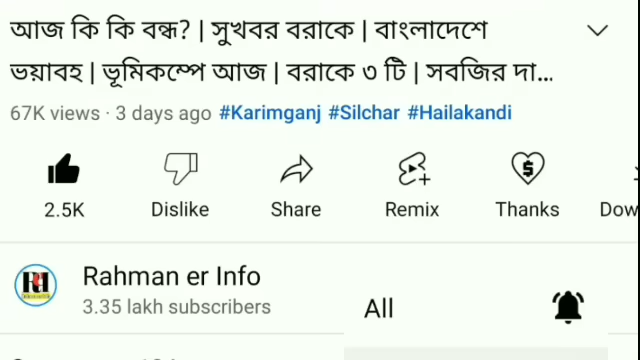 আজ কি কি বন্ধ? | সুখবর বরাকে | বাংলাদেশে
ভয়াবহ | ভূমিকম্পে আজ | বরাকে ৩ টি | সবজির দা...
67K views · 3 days ago #Karimganj #Silchar #Hailakandi
2.5K Dislike Share Remix Thanks Dow
Rahman er Info
3.35 lakh subscribers
All